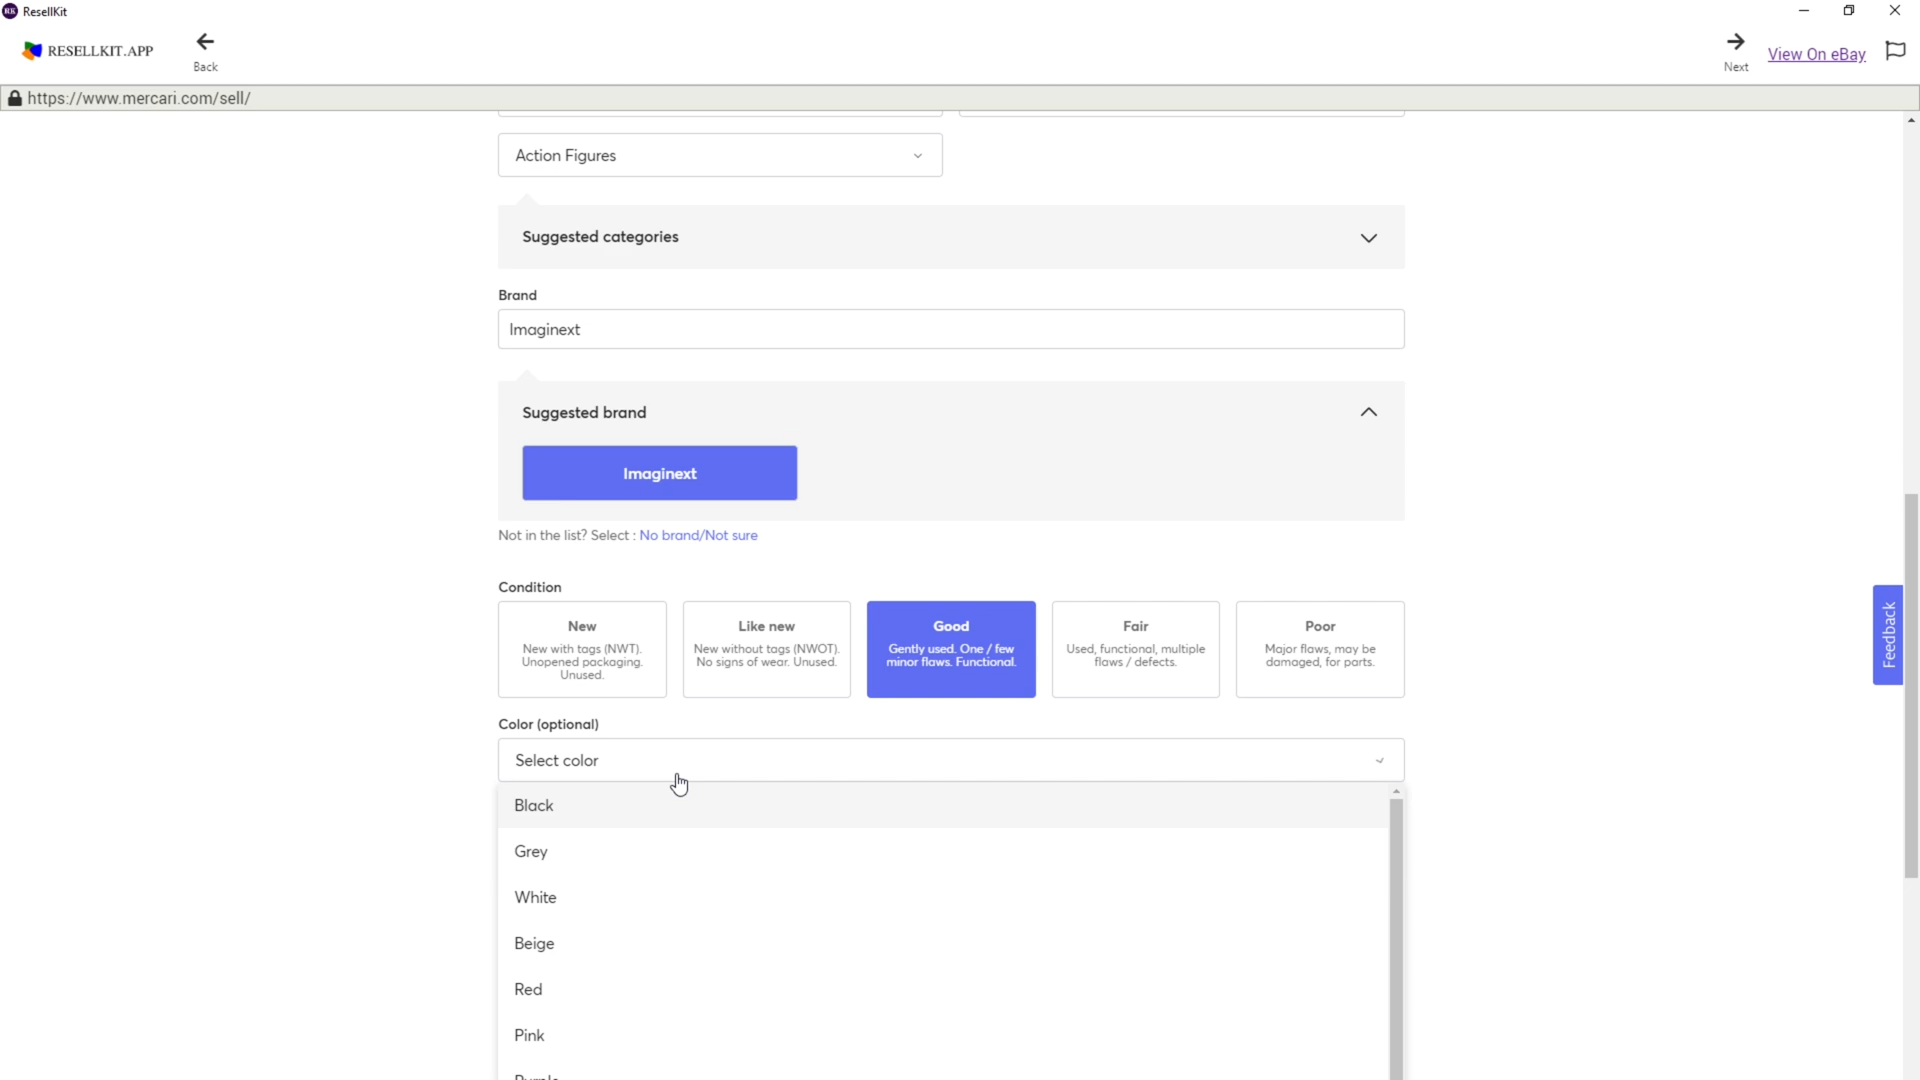 RK ResellKit
RESELLKIT.APP
Back
Next
View On eBay
https://www.mercari.com/sell/
Action Figures
Suggested categories
Brand
Imaginext
Suggested brand
Imaginext
Not in the list? Select : No brand/Not sure
Condition
New
New with tags (NWT).
Unopened packaging.
Unused.
Like new
New without tags (NWOT).
No signs of wear. Unused.
Good
Gently used. One / few
minor flaws. Functional.
Fair
Used, functional, multiple
flaws / defects.
Poor
Major flaws, may be
damaged, for parts.
Feedback
Color (optional)
Select color
Black
Grey
White
Beige
Red
Pink